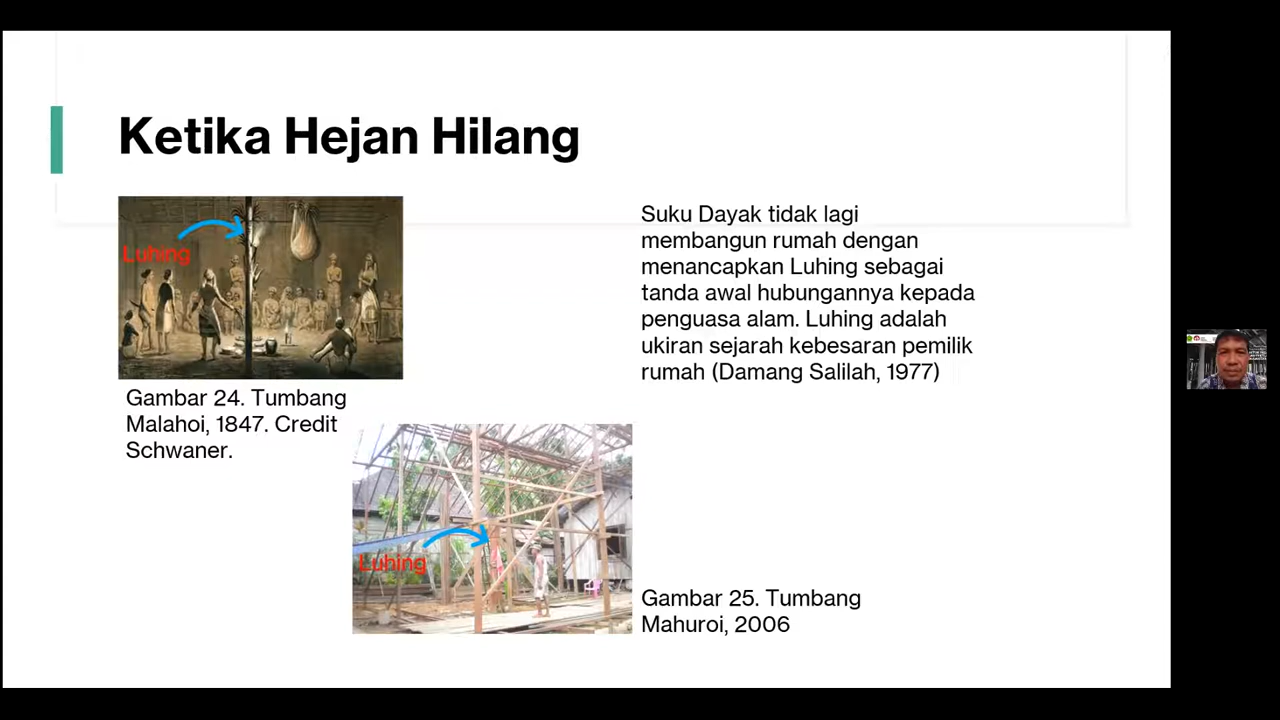 Ketika Hejan Hilang
Luhing
Gambar 24. Tumbang
Malahoi, 1847. Credit
Schwaner.
Suku Dayak tidak lagi
membangun rumah dengan
menancapkan Luhing sebagai
tanda awal hubungannya kepada
penguasa alam. Luhing adalah
ukiran sejarah kebesaran pemilik
rumah (Damang Salilah, 1977)
Luhing
Gambar 25. Tumbang
Mahuroi, 2006